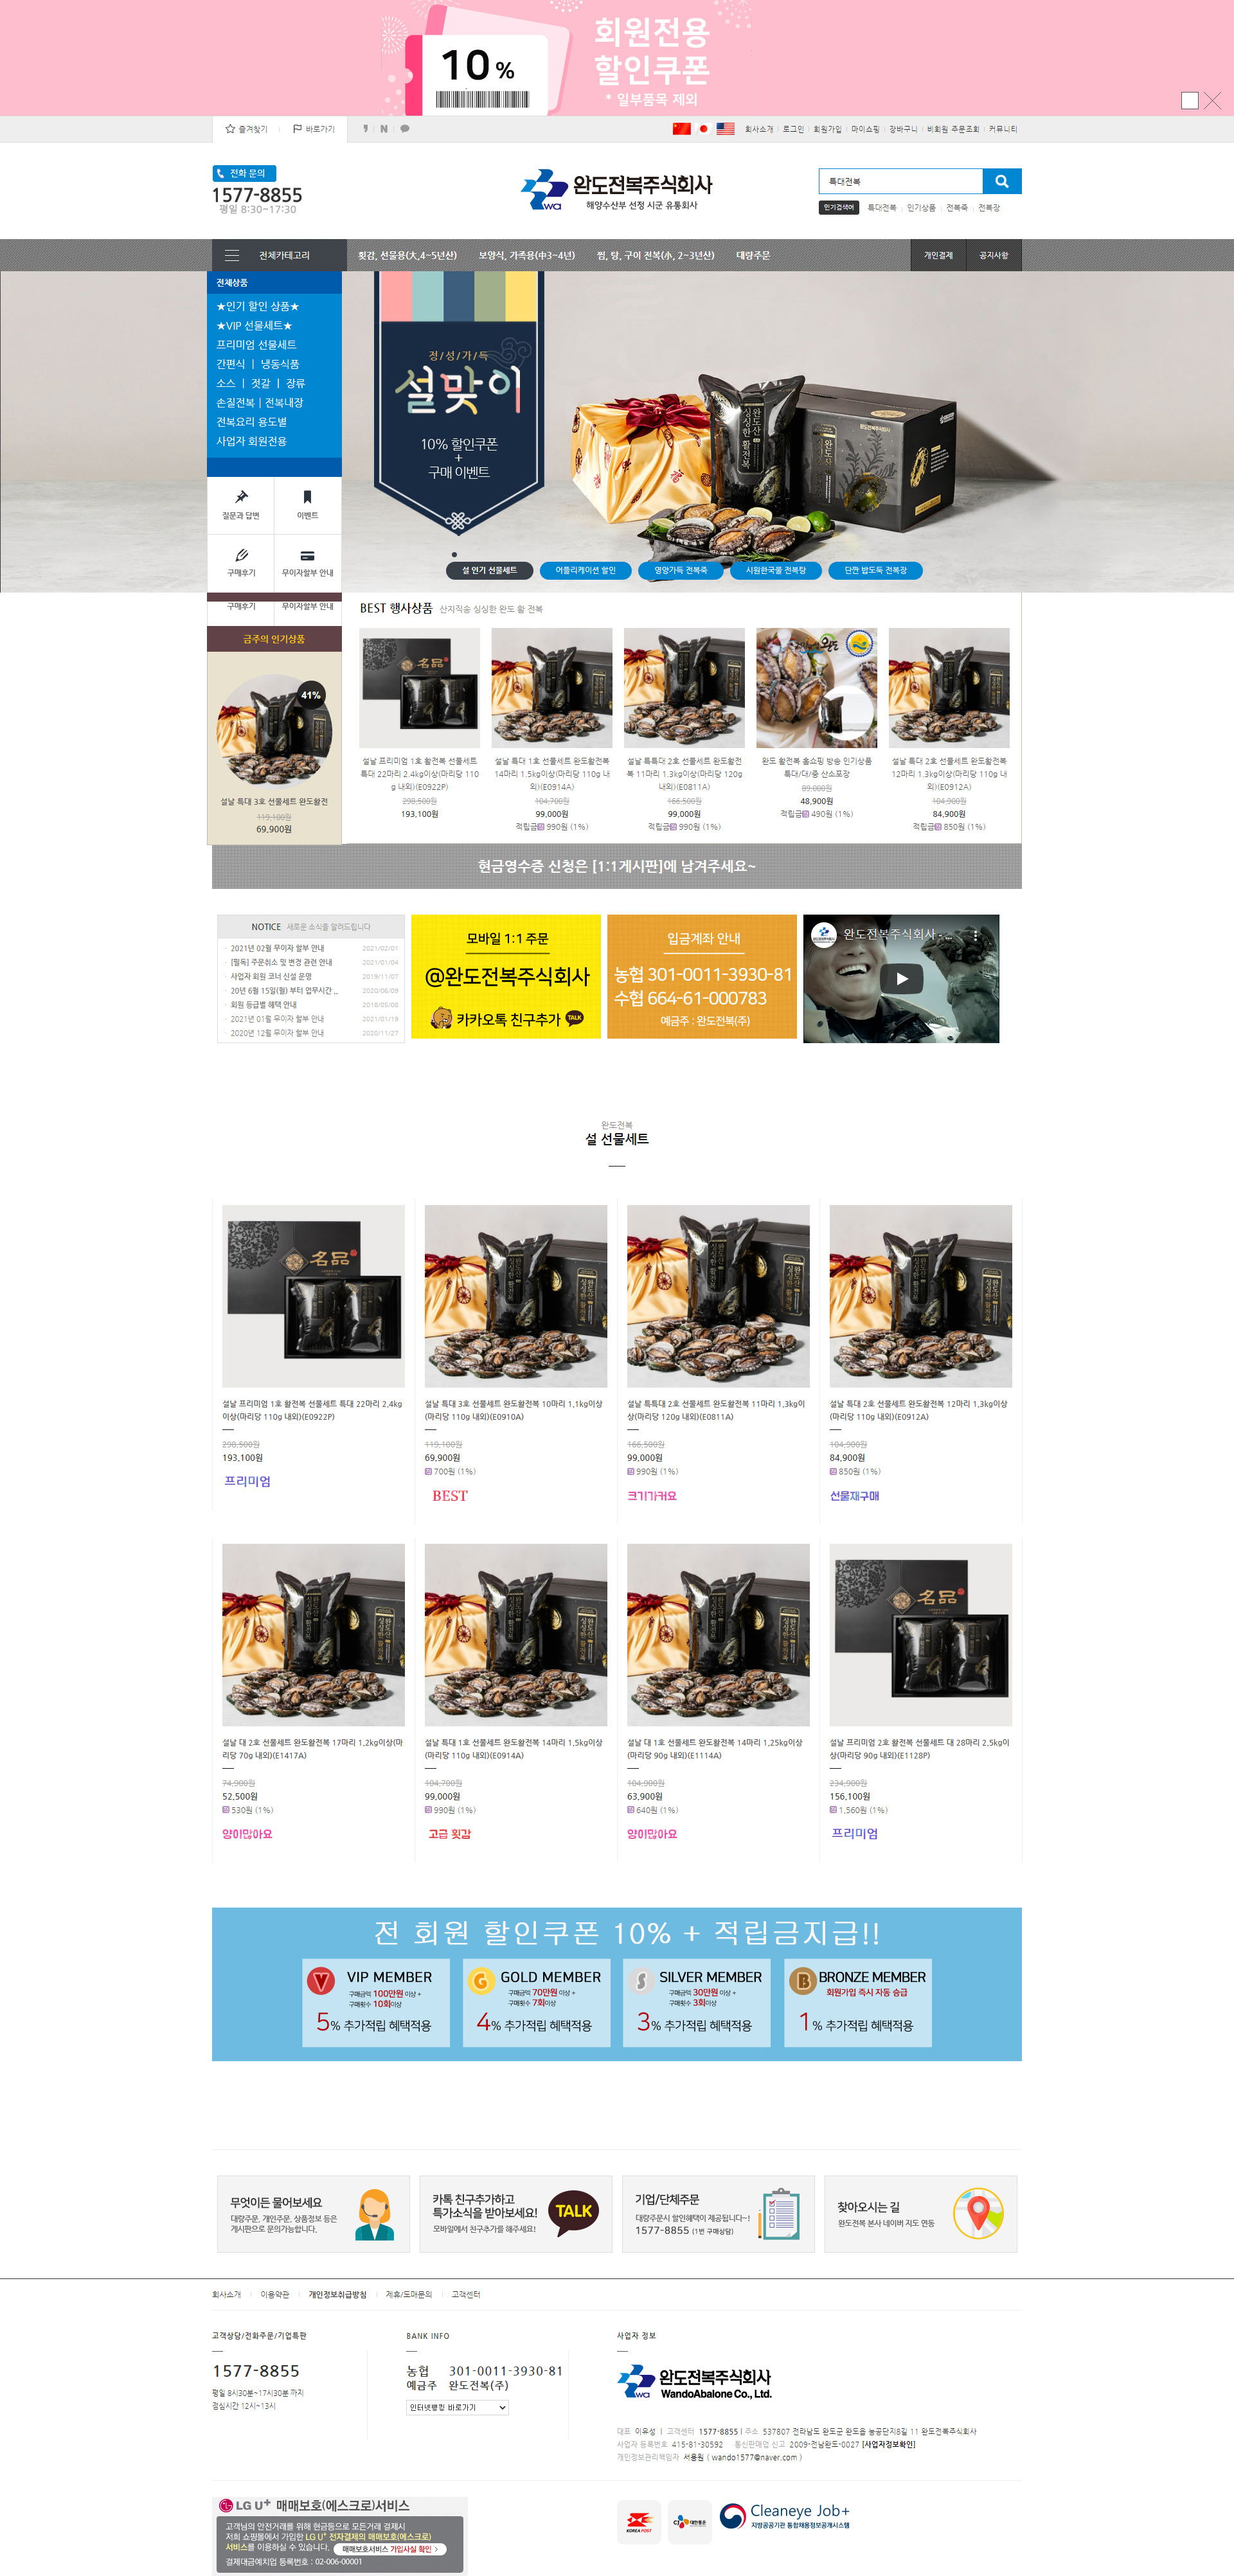 10%
회원전용
할인쿠폰
* 일부품목 제외
즐겨찾기
바로가기
회사소개 로그인 회원가입 마이쇼핑 장바구니 비회원 주문조회 커뮤니티
전화 문의
1577-8855
평일 8:30~17:30
wa
완도전복주식회사
해양수산부 선정 시군 유통회사
특대전복
인기검색어 특대전복 인기상품 전복죽 전복장
전체카테고리 횟감, 선물용(大,4~5년산) 보양식, 가족용(中3~4년) 찜, 탕, 구이 전복(小, 2~3년산) 대량주문 개인결제 공지사항
전체상품
★인기 할인 상품★
★VIP 선물세트★
프리미엄 선물세트
간편식 | 냉동식품
소스 | 젓갈 | 장류
손질전복 | 전복내장
전복요리 용도별
사업자 회원전용
질문과 답변 이벤트
구매후기 무이자할부 안내
정/성/가/득
설맞이
10% 할인쿠폰
+
구매 이벤트
완도산
싱싱한 활전복
완도전복주식회사
설 인기 선물세트 어플리케이션 할인 영양가득 전복죽 시원한국물 전복탕 단짠 밥도둑 전복장
구매후기 무이자할부 안내
금주의 인기상품
41%
설날 특대 3호 선물세트 완도활전
119,100원
69,900원
BEST 행사상품 산지직송 싱싱한 완도 활 전복
설날 프리미엄 1호 활전복 선물세트
특대 22마리 2.4kg이상(마리당 110
g 내외)(E0922P)
298,500원
193,100원
설날 특대 1호 선물세트 완도활전복
14마리 1.5kg이상(마리당 110g 내
외)(E0914A)
104,700원
99,000원
적립금 990원 (1%)
설날 특특대 2호 선물세트 완도활전
복 11마리 1.3kg이상(마리당 120g
내외)(E0811A)
166,500원
99,000원
적립금 990원 (1%)
완도 활전복 홈쇼핑 방송 인기상품
특대/대/중 산소포장
89,000원
48,900원
적립금 490원 (1%)
설날 특대 2호 선물세트 완도활전복
12마리 1.3kg이상(마리당 110g 내
외)(E0912A)
104,900원
84,900원
적립금 850원 (1%)
현금영수증 신청은 [1:1게시판]에 남겨주세요~
NOTICE 새로운 소식을 알려드립니다
2021년 02월 무이자 할부 안내 2021/02/01
[필독] 주문취소 및 변경 관련 안내 2021/01/04
사업자 회원 코너 신설 운영 2019/11/07
20년 6월 15일(월) 부터 업무시간 .. 2020/06/09
회원 등급별 혜택 안내 2018/05/08
2021년 01월 무이자 할부 안내 2021/01/19
2020년 12월 무이자 할부 안내 2020/11/27
모바일 1:1 주문
@완도전복주식회사
카카오톡 친구추가 TALK
입금계좌 안내
농협 301-0011-3930-81
수협 664-61-000783
예금주 : 완도전복(주)
완도전복주식회사 - ...
완도전복
설 선물세트
名品
설날 프리미엄 1호 활전복 선물세트 특대 22마리 2,4kg
이상(마리당 110g 내외)(E0922P)
298,500원
193,100원
프리미엄
설날 특대 3호 선물세트 완도활전복 10마리 1,1kg이상
(마리당 110g 내외)(E0910A)
119,100원
69,900원
700원 (1%)
BEST
설날 특특대 2호 선물세트 완도활전복 11마리 1,3kg이
상(마리당 120g 내외)(E0811A)
166,500원
99,000원
990원 (1%)
크기가커요
설날 특대 2호 선물세트 완도활전복 12마리 1,3kg이상
(마리당 110g 내외)(E0912A)
104,900원
84,900원
850원 (1%)
선물재구매
설날 대 2호 선물세트 완도활전복 17마리 1,2kg이상(마
리당 70g 내외)(E1417A)
74,900원
52,500원
530원 (1%)
양이많아요
설날 특대 1호 선물세트 완도활전복 14마리 1,5kg이상
(마리당 110g 내외)(E0914A)
104,700원
99,000원
990원 (1%)
고급 횟감
설날 대 1호 선물세트 완도활전복 14마리 1,25kg이상
(마리당 90g 내외)(E1114A)
104,900원
63,900원
640원 (1%)
양이많아요
名品
설날 프리미엄 2호 활전복 선물세트 대 28마리 2,5kg이
상(마리당 90g 내외)(E1128P)
234,900원
156,100원
1,560원 (1%)
프리미엄
전 회원 할인쿠폰 10% + 적립금지급!!
V VIP MEMBER
구매금액 100만원 이상 +
구매횟수 10회이상
5% 추가적립 혜택적용
G GOLD MEMBER
구매금액 70만원 이상 +
구매횟수 7회이상
4% 추가적립 혜택적용
S SILVER MEMBER
구매금액 30만원 이상 +
구매횟수 3회이상
3% 추가적립 혜택적용
B BRONZE MEMBER
회원가입 즉시 자동 승급
1% 추가적립 혜택적용
무엇이든 물어보세요
대량주문, 개인주문, 상품정보 등은
게시판으로 문의가능합니다.
카톡 친구추가하고
특가소식을 받아보세요!
모바일에서 친구추가를 해주세요!
TALK
기업/단체주문
대량주문시 할인혜택이 제공됩니다~!
1577-8855 (1번 구매상담)
찾아오시는 길
완도전복 본사 네이버 지도 연동
회사소개 이용약관 개인정보취급방침 제휴/도매문의 고객센터
고객상담/전화주문/기업특판
1577-8855
평일 8시30분~17시30분 까지
점심시간 12시~13시
BANK INFO
농협 301-0011-3930-81
예금주 완도전복(주)
인터넷뱅킹 바로가기
사업자 정보
wa
완도전복주식회사
WandoAbalone Co., Ltd.
대표 이유성 | 고객센터 1577-8855 | 주소 537807 전라남도 완도군 완도읍 농공단지8길 11 완도전복주식회사
사업자 등록번호 415-81-30592 통신판매업 신고 2009-전남완도-0027 [사업자정보확인]
개인정보관리책임자 서용원 ( wando1577@naver.com )
LG U+ 매매보호(에스크로)서비스
고객님의 안전거래를 위해 현금등으로 모든거래 결제시
저희 쇼핑몰에서 가입한 LG U+ 전자결제의 매매보호(에스크로)
서비스를 이용하실 수 있습니다. 매매보호서비스 가입사실 확인 >
결제대금예치업 등록번호 : 02-006-00001
KOREA POST
CJ대한통운
Cleaneye Job+
지방공공기관 통합채용정보공개시스템